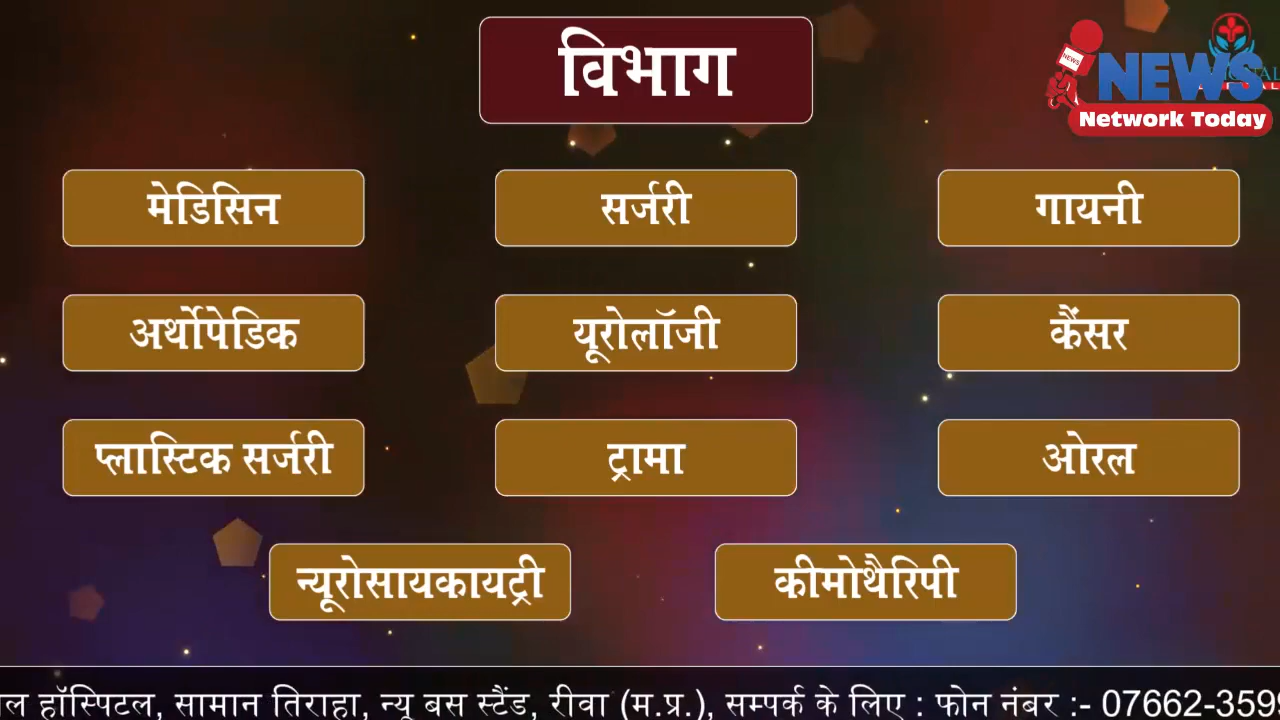 विभाग
NEWS
NEWS
Network Today
मेडिसिन
सर्जरी
गायनी
अर्थोपेडिक
यूरोलॉजी
कैंसर
प्लास्टिक सर्जरी
ट्रामा
ओरल
न्यूरोसायकायट्री
कीमोथैरिपी
हॉस्पिटल, सामान तिराहा, न्यू बस स्टैंड, रीवा (म.प्र.), सम्पर्क के लिए : फोन नंबर :- 07662-359